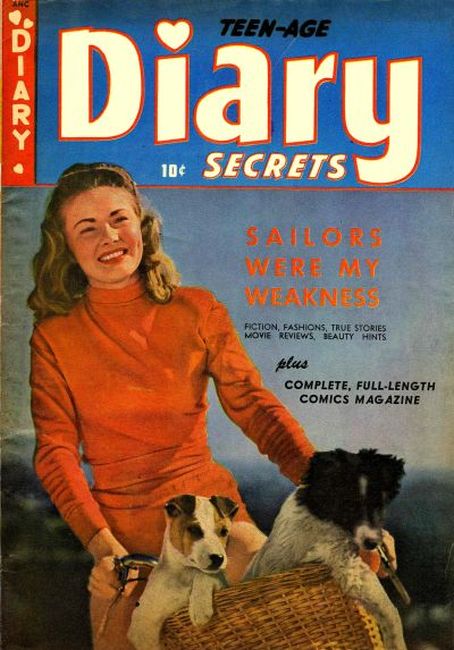 ANC
DIARY
TEEN-AGE
Diary
10¢ SECRETS
SAILORS
WERE MY
WEAKNESS
FICTION, FASHIONS, TRUE STORIES
MOVIE REVIEWS, BEAUTY HINTS
plus
COMPLETE, FULL-LENGTH
COMICS MAGAZINE